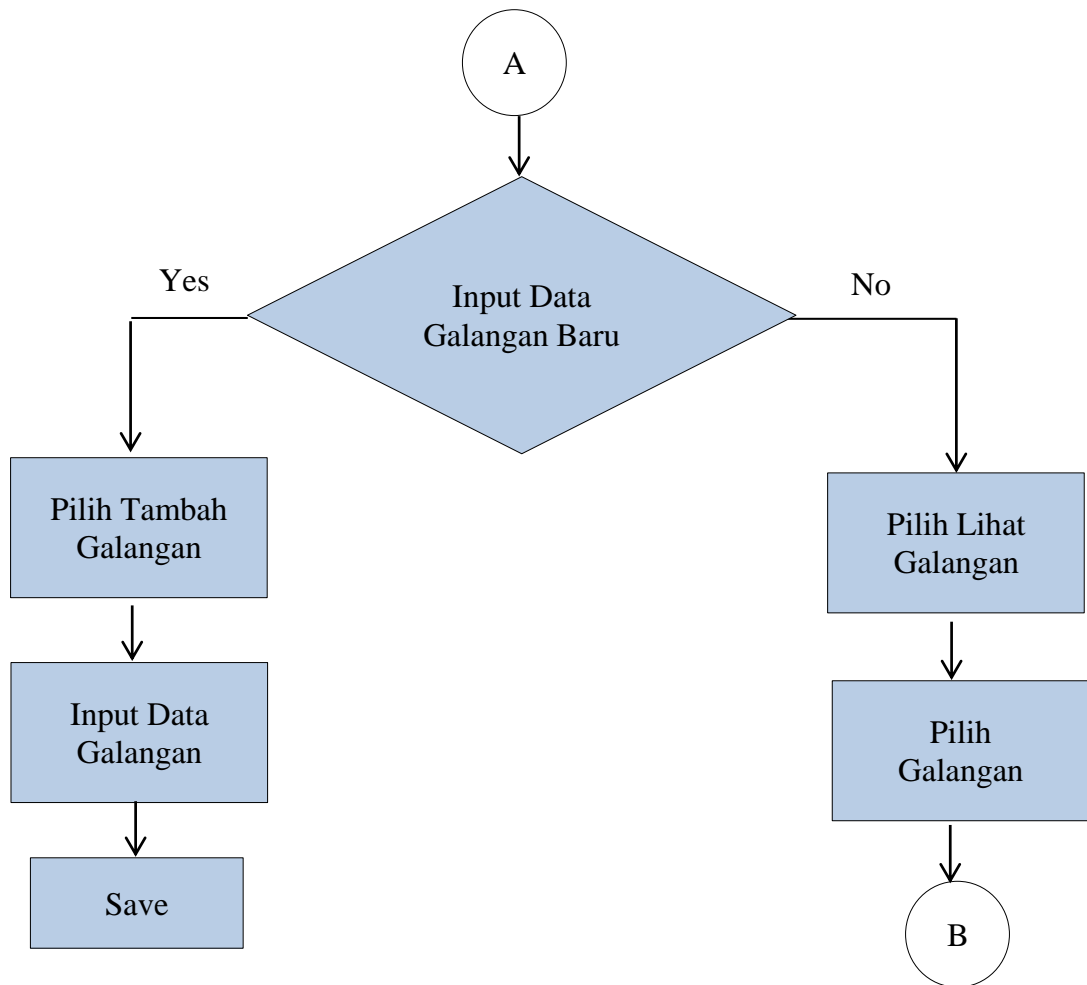 A
Yes
No
Input Data
Galangan Baru
Pilih Tambah
Galangan
Pilih Lihat
Galangan
Input Data
Galangan
Pilih
Galangan
Save
B